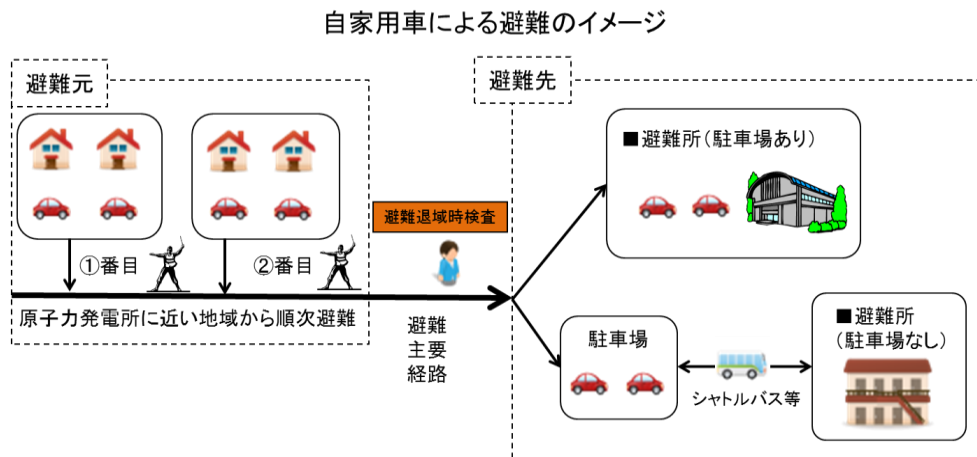 自家用車による避難のイメージ
避難元
避難先
①番目
②番目
原子力発電所に近い地域から順次避難
避難退域時検査
避難
主要
経路
■避難所(駐車場あり)
駐車場
シャトルバス等
■避難所
(駐車場なし)